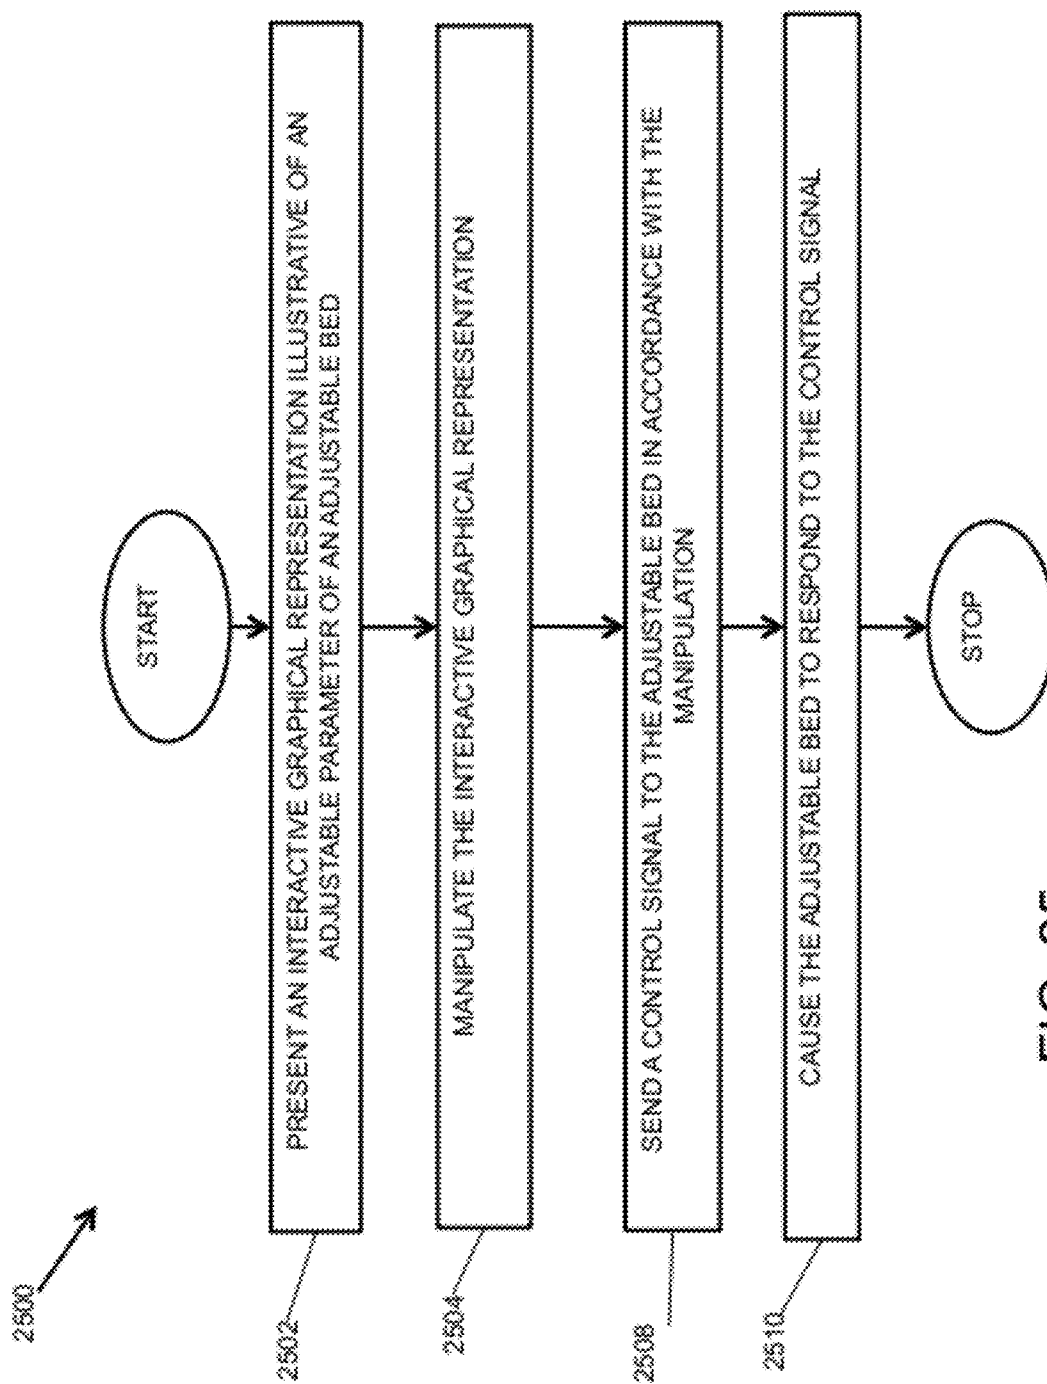 2500
START
2502
PRESENT AN INTERACTIVE GRAPHICAL REPRESENTATION ILLUSTRATIVE OF AN
ADJUSTABLE PARAMETER OF AN ADJUSTABLE BED
2504
MANIPULATE THE INTERACTIVE GRAPHICAL REPRESENTATION
2508
SEND A CONTROL SIGNAL TO THE ADJUSTABLE BED IN ACCORDANCE WITH THE
MANIPULATION
2510
CAUSE THE ADJUSTABLE BED TO RESPOND TO THE CONTROL SIGNAL
STOP
FIG.